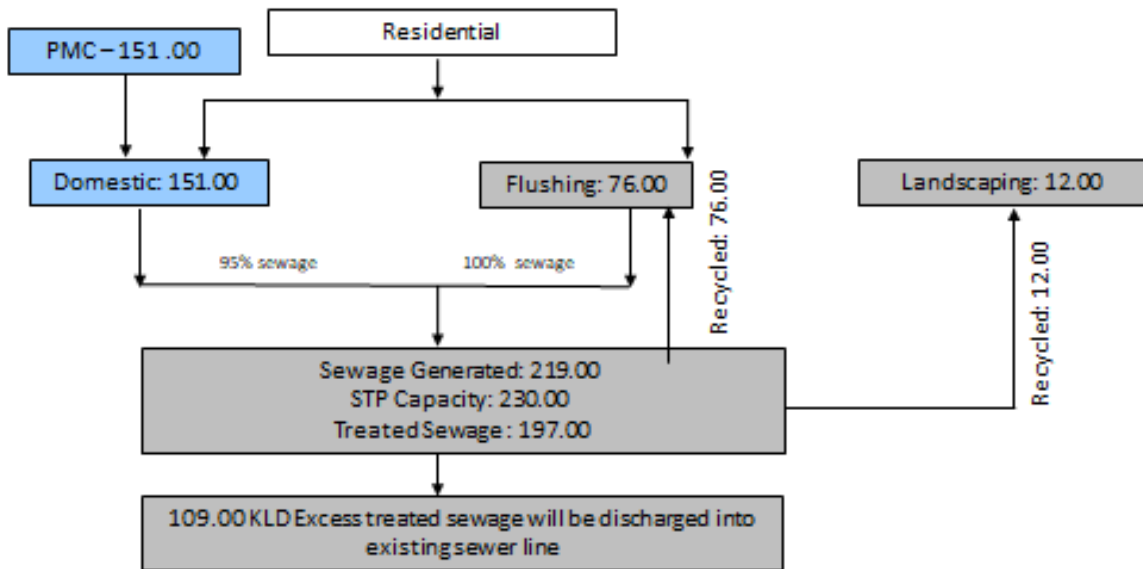 Residential
PMC – 151 .00
Domestic: 151.00
Flushing: 76.00
Landscaping: 12.00
Recycled: 76.00
Recycled: 12.00
95% sewage
100% sewage
Sewage Generated: 219.00
STP Capacity: 230.00
Treated Sewage : 197.00
109.00 KLD Excess treated sewage will be discharged into
existing sewer line